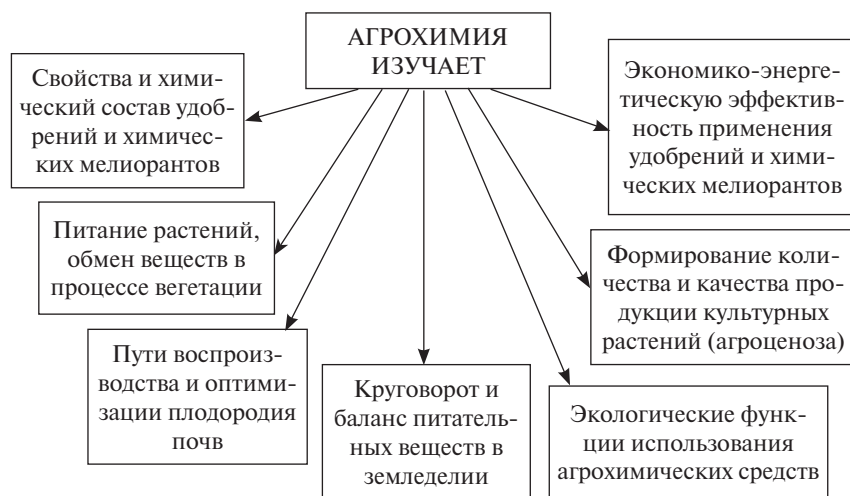 АГРОХИМИЯ
ИЗУЧАЕТ
Свойства и хими-
ческий состав удоб-
рений и химичес-
ких мелиорантов
Питание растений,
обмен веществ в
процессе вегетации
Пути воспроиз-
водства и оптими-
зации плодородия
почв
Круговорот и
баланс питатель-
ных веществ в
земледелии
Экологические функ-
ции использования
агрохимических средств
Формирование коли-
чества и качества про-
дукции культурных
растений (агроценоза)
Экономико-энерге-
тическую эффектив-
ность применения
удобрений и хими-
ческих мелиорантов